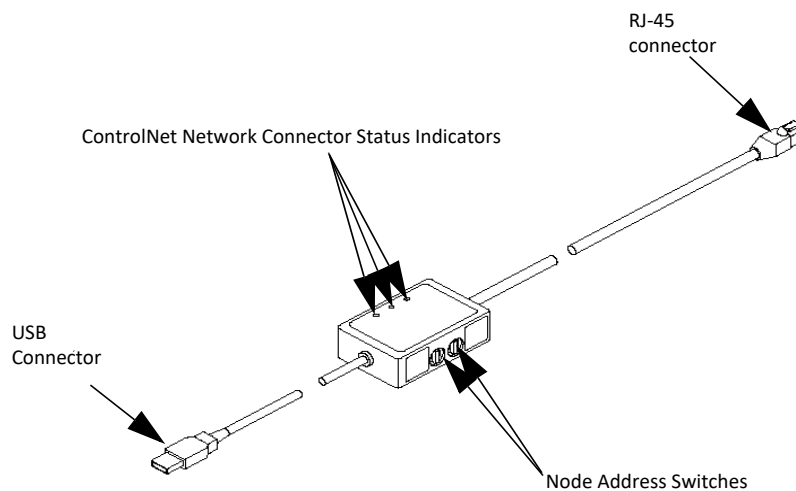 RJ-45
connector
ControlNet Network Connector Status Indicators
USB
Connector
Node Address Switches